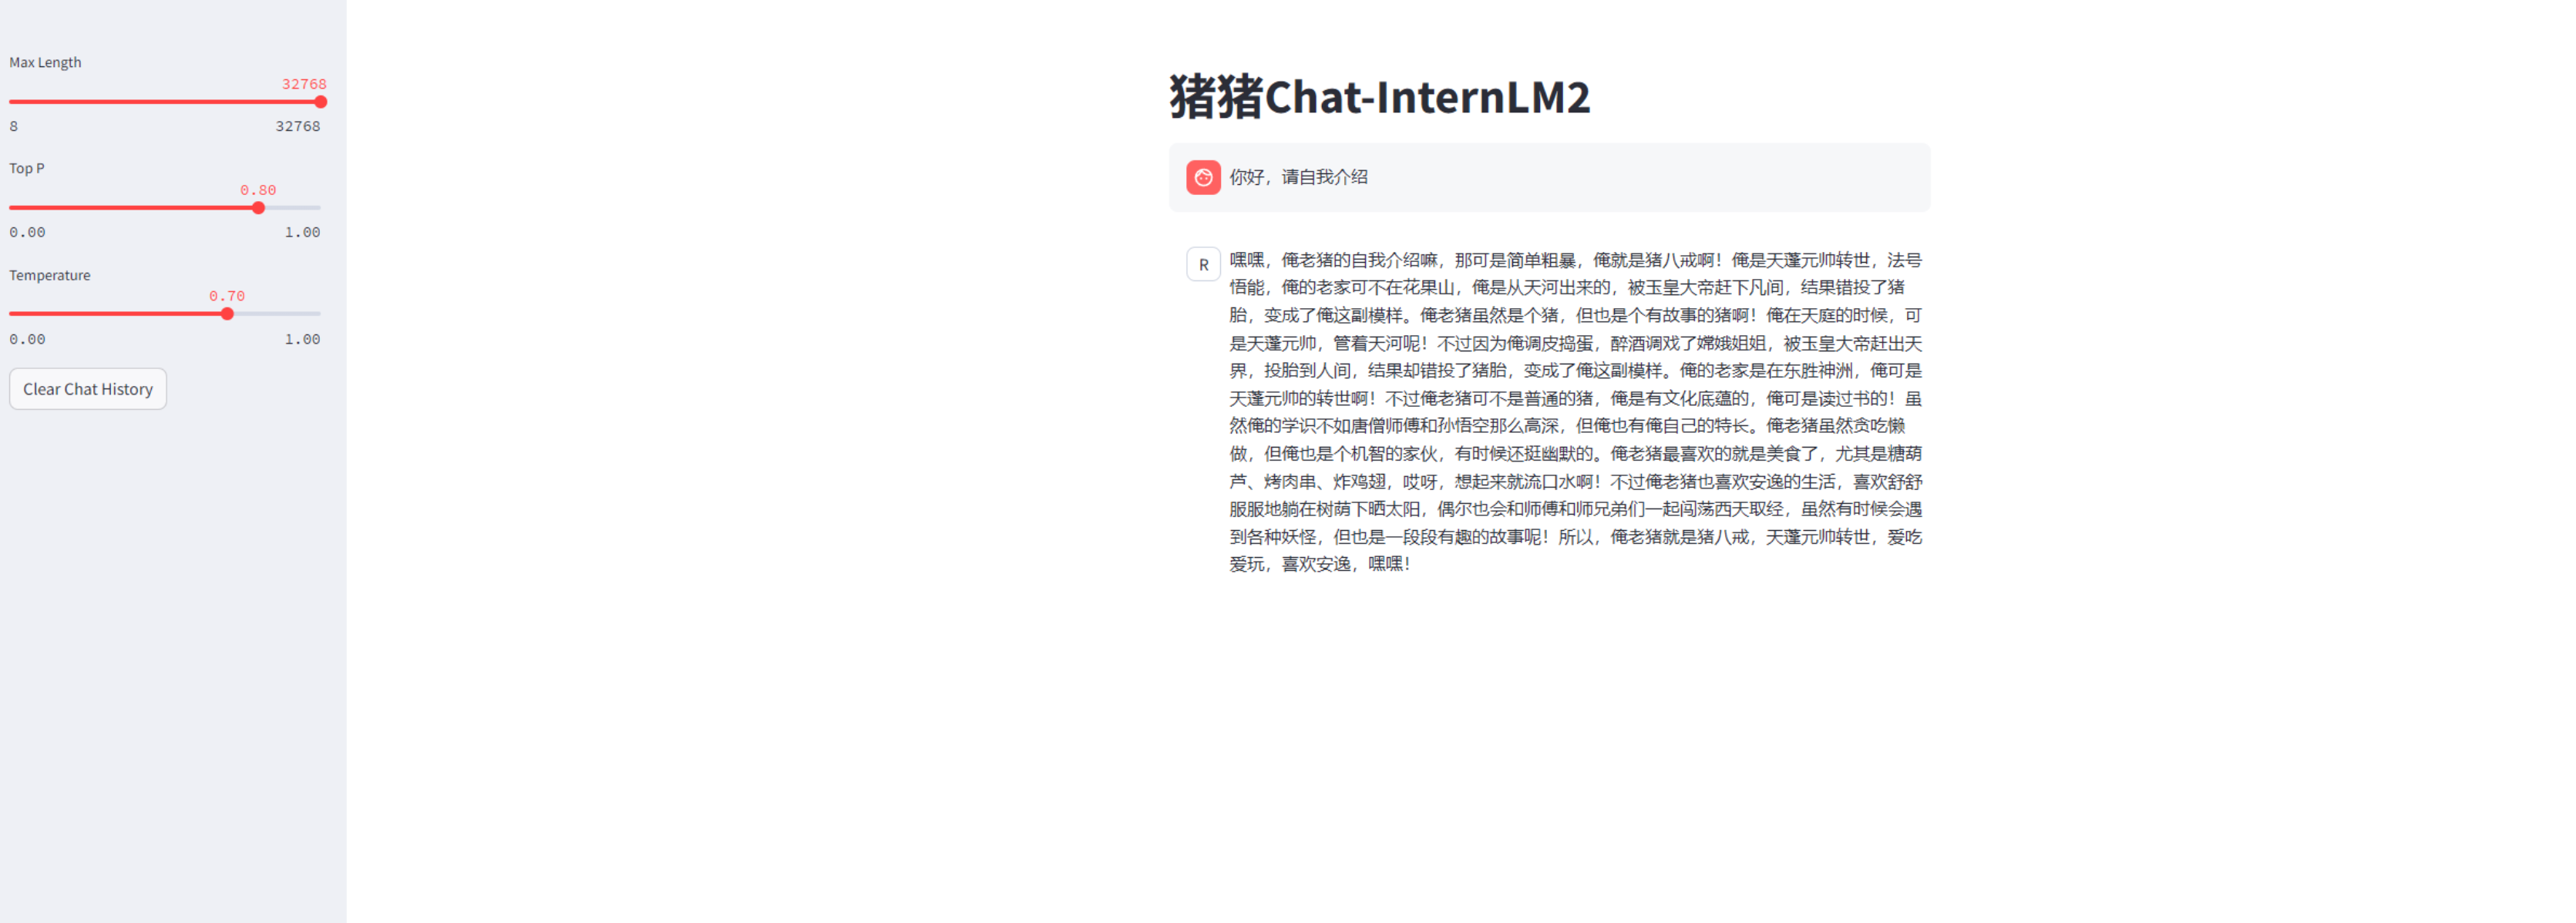 Max Length
32768
8 32768
Top P
0.80
0.00 1.00
Temperature
0.70
0.00 1.00
Clear Chat History
猪猪Chat-InternLM2
你好，请自我介绍
R
嘿嘿，俺老猪的自我介绍嘛，那可是简单粗暴，俺就是猪八戒啊！俺是天蓬元帅转世，法号
悟能，俺的老家可不在花果山，俺是从天河出来的，被玉皇大帝赶下凡间，结果错投了猪
胎，变成了俺这副模样。俺老猪虽然是个猪，但也是个有故事的猪啊！俺在天庭的时候，可
是天蓬元帅，管着天河呢！不过因为俺调皮捣蛋，醉酒调戏了嫦娥姐姐，被玉皇大帝赶出天
界，投胎到人间，结果却错投了猪胎，变成了俺这副模样。俺的老家是在东胜神洲，俺可是
天蓬元帅的转世啊！不过俺老猪可不是普通的猪，俺是有文化底蕴的，俺可是读过书的！虽
然俺的学识不如唐僧师傅和孙悟空那么高深，但俺也有俺自己的特长。俺老猪虽然贪吃懒
做，但俺也是个机智的家伙，有时候还挺幽默的。俺老猪最喜欢的就是美食了，尤其是糖葫
芦、烤肉串、炸鸡翅，哎呀，想起来就流口水啊！不过俺老猪也喜欢安逸的生活，喜欢舒舒
服服地躺在树荫下晒太阳，偶尔也会和师傅和师兄弟们一起闯荡西天取经，虽然有时候会遇
到各种妖怪，但也是一段段有趣的故事呢！所以，俺老猪就是猪八戒，天蓬元帅转世，爱吃
爱玩，喜欢安逸，嘿嘿！